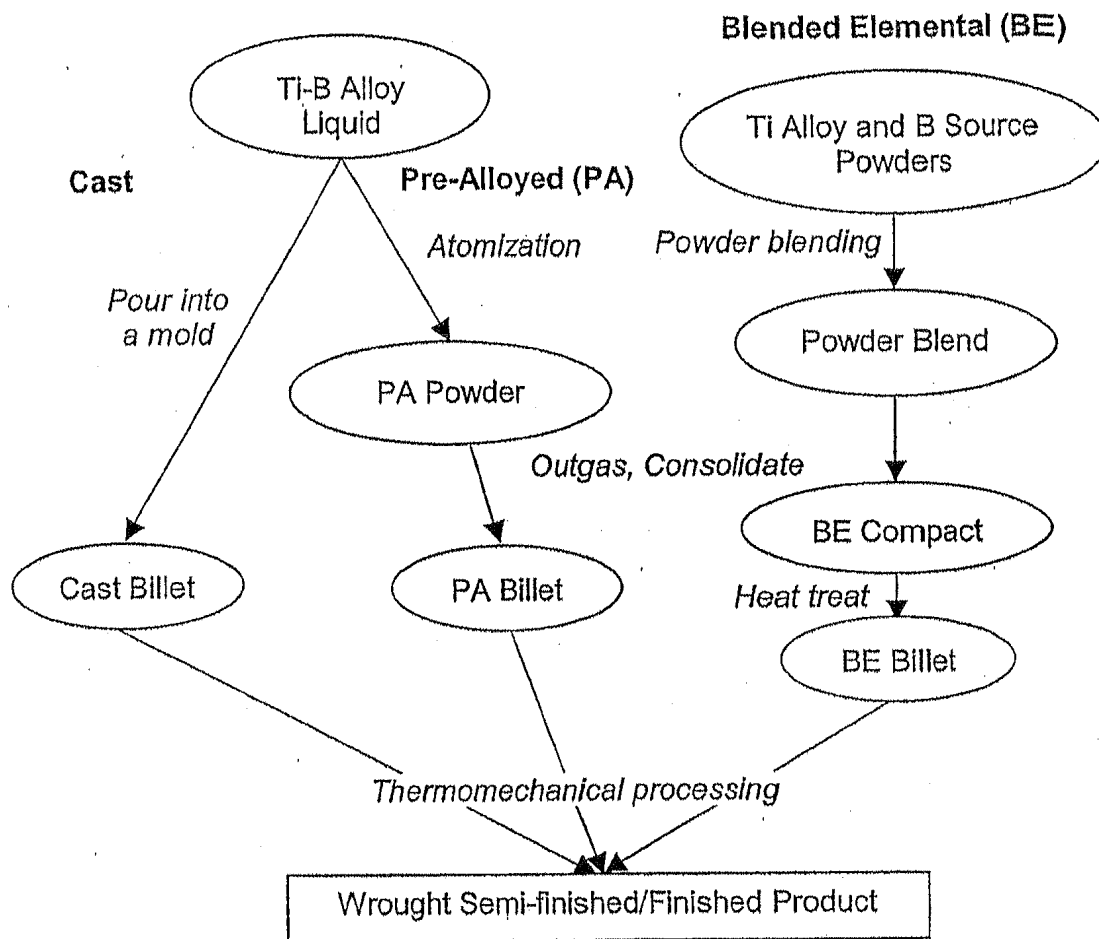 Blended Elemental (BE)
Ti-B Alloy
Liquid
Ti Alloy and B Source
Powders
Cast
Pre-Alloyed (PA)
Atomization
Powder blending
Pour into
a mold
Powder Blend
PA Powder
Outgas, Consolidate
BE Compact
Cast Billet
PA Billet
Heat treat
BE Billet
Thermomechanical processing
Wrought Semi-finished/Finished Product